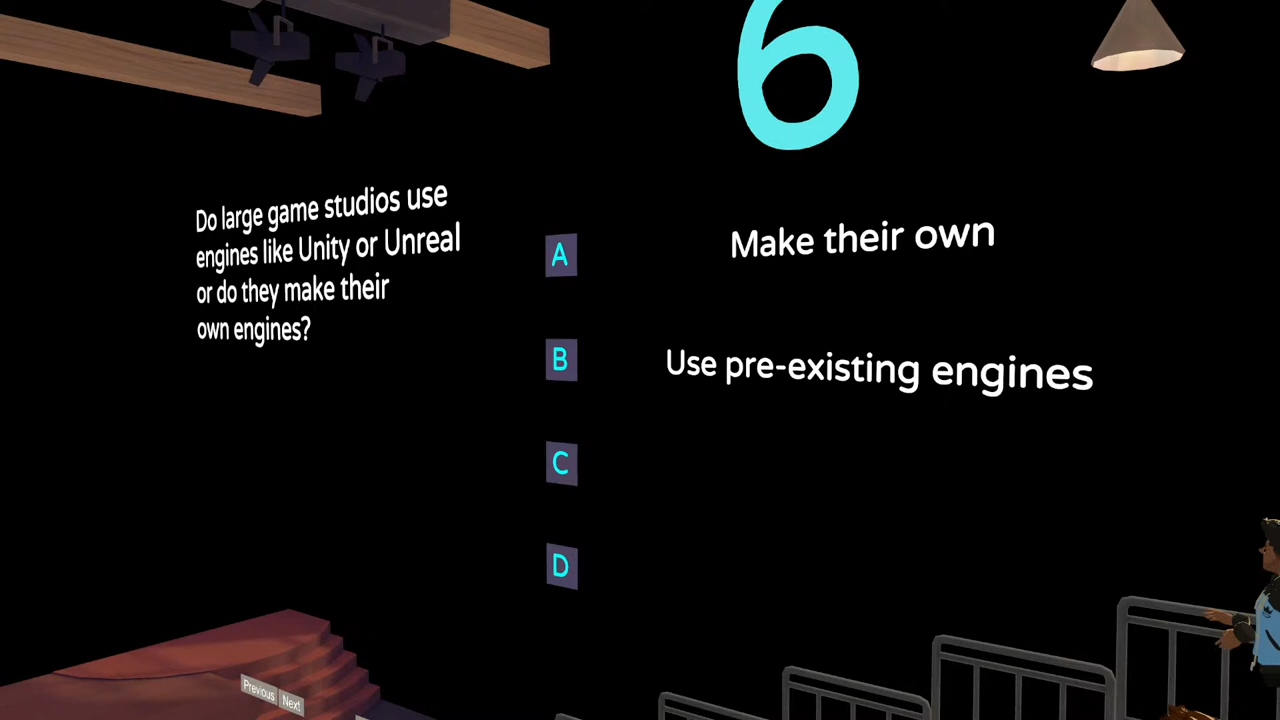 6
Do large game studios use
engines like Unity or Unreal
or do they make their
own engines?
A
Make their own
B
Use pre-existing engines
C
D
Previous
Next